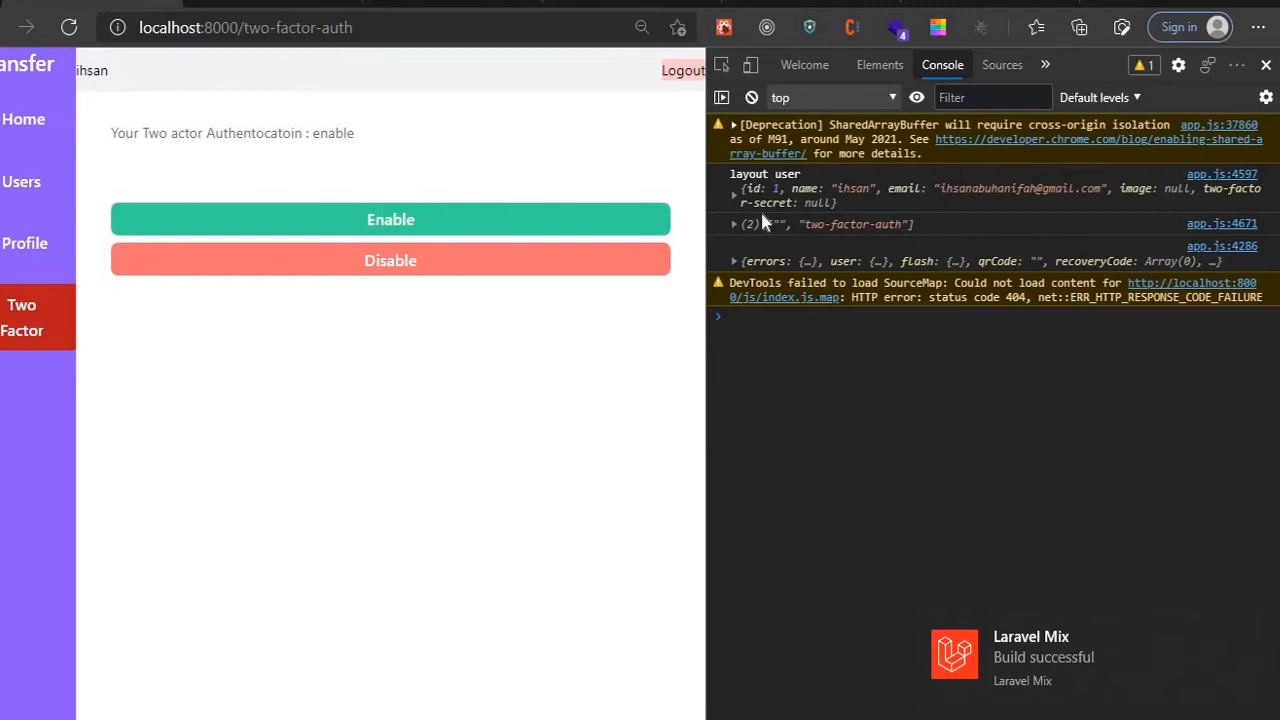 localhost:8000/two-factor-auth
4
Sign in
ansfer
ihsan
Logout
Home
Users
Profile
Two
Factor
Your Two actor Authentocatoin : enable
Enable
Disable
Welcome
Elements
Console
Sources
1
top
Filter
Default levels
[Deprecation] SharedArrayBuffer will require cross-origin isolation app.js:37860
as of M91, around May 2021. See https://developer.chrome.com/blog/enabling-shared-a
rray-buffer/ for more details.
layout user app.js:4597
{id: 1, name: "ihsan", email: "ihsanabuhanifah@gmail.com", image: null, two-facto
r-secret: null}
(2) "", "two-factor-auth"] app.js:4671
app.js:4286
{errors: {…}, user: {…}, flash: {…}, qrCode: "", recoveryCode: Array(0), …}
DevTools failed to load SourceMap: Could not load content for http://localhost:800
0/js/index.js.map: HTTP error: status code 404, net::ERR_HTTP_RESPONSE_CODE_FAILURE
Laravel Mix
Build successful
Laravel Mix